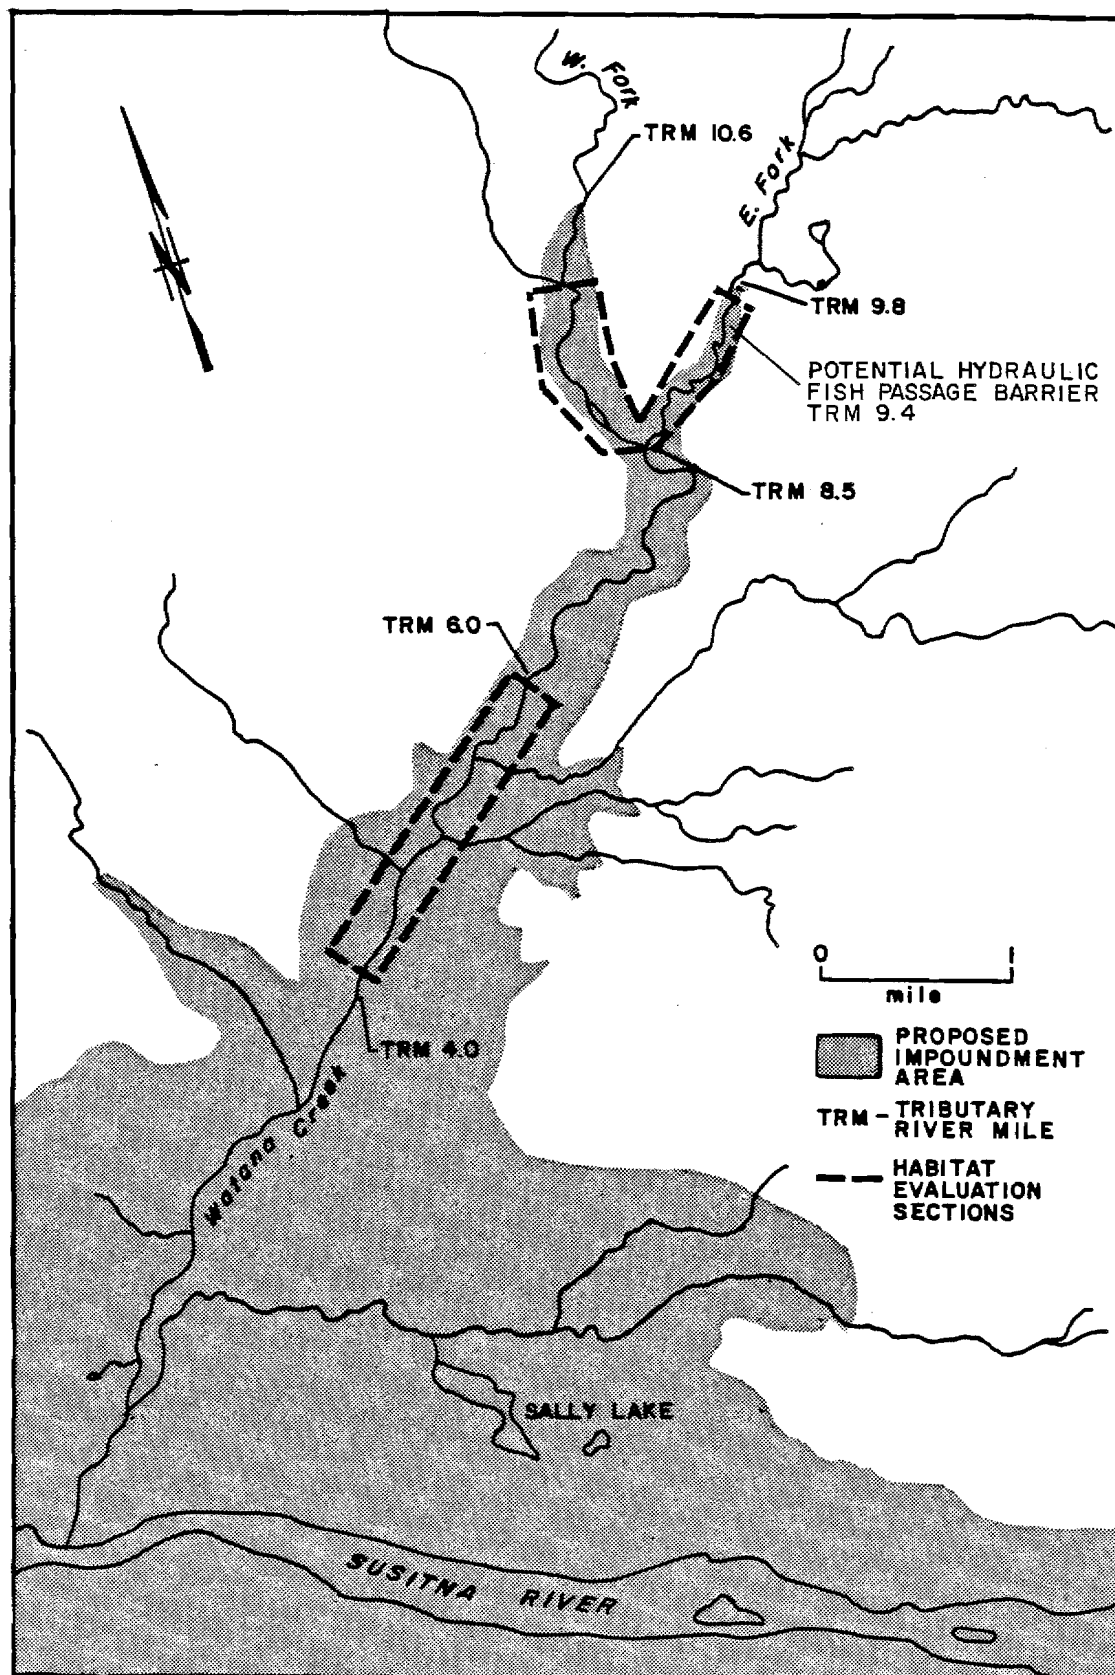 W. Fork
TRM 10.6
E. Fork
TRM 9.8
POTENTIAL HYDRAULIC
FISH PASSAGE BARRIER
TRM 9.4
TRM 8.5
TRM 6.0
0 1
mile
PROPOSED
IMPOUNDMENT
AREA
TRM – TRIBUTARY
RIVER MILE
HABITAT
EVALUATION
SECTIONS
TRM 4.0
Watana Creek
SALLY LAKE
SUSITNA RIVER